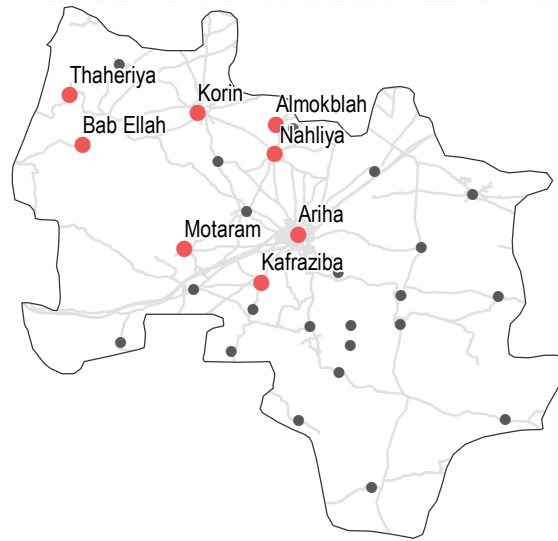 Thaheriya
Korin
Almokblah
Bab Ellah
Nahliya
Ariha
Motaram
Kafraziba